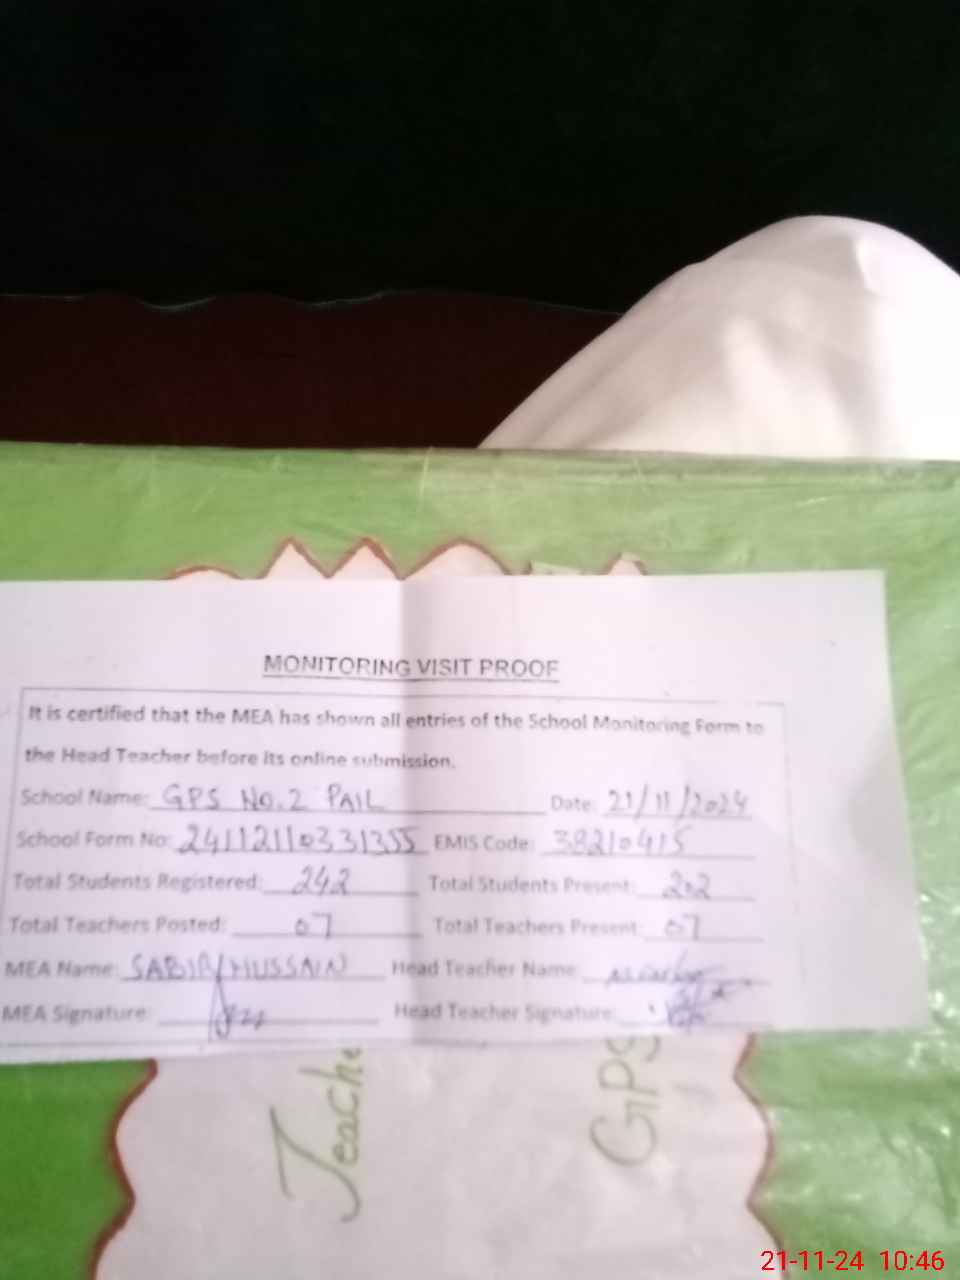 MONITORING VISIT PROOF
It is certified that the MEA has shown all entries of the School Monitoring Form to
the Head Teacher before its online submission.
School Name: GPS NO.2 PAIL Date: 21/11/2024
School Form No: 241121110331355 EMIS Code: 38210415
Total Students Registered: 242 Total Students Present: 202
Total Teachers Posted: 07 Total Teachers Present: 07
MEA Name: SABIR HUSSAIN Head Teacher Name:
MEA Signature: Head Teacher Signature:
Teache
GPS
21-11-24 10:46